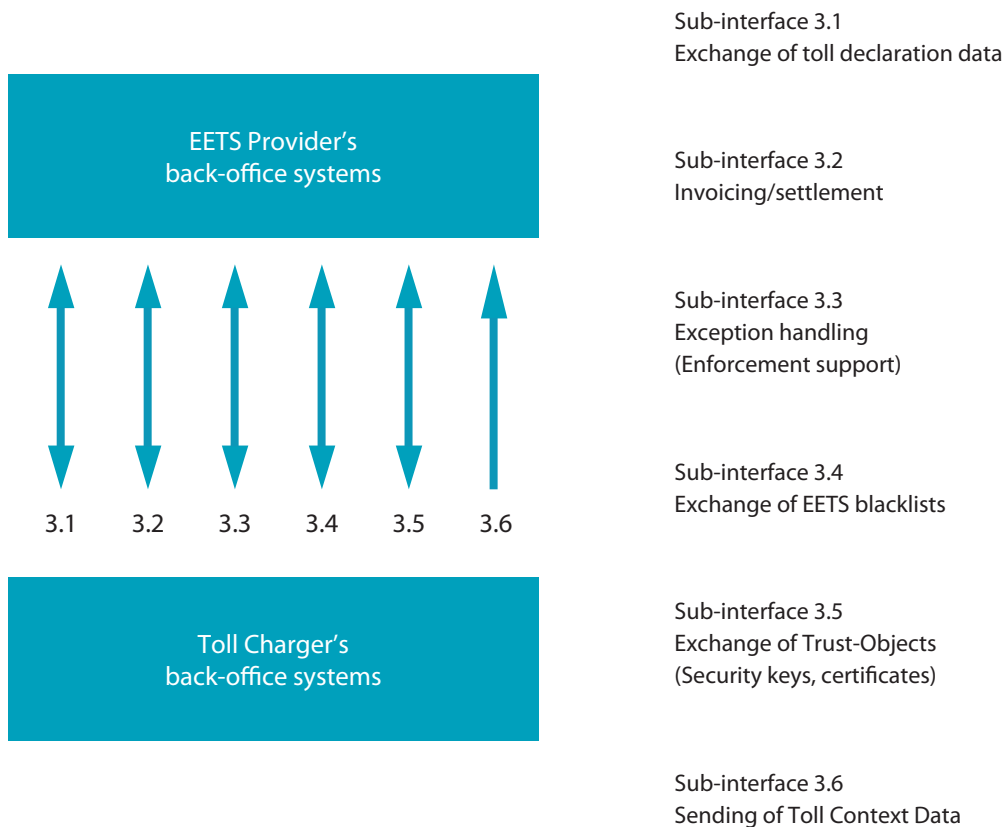 EETS Provider's
back-office systems
3.1 3.2 3.3 3.4 3.5 3.6
Toll Charger's
back-office systems
Sub-interface 3.1
Exchange of toll declaration data
Sub-interface 3.2
Invoicing/settlement
Sub-interface 3.3
Exception handling
(Enforcement support)
Sub-interface 3.4
Exchange of EETS blacklists
Sub-interface 3.5
Exchange of Trust-Objects
(Security keys, certificates)
Sub-interface 3.6
Sending of Toll Context Data